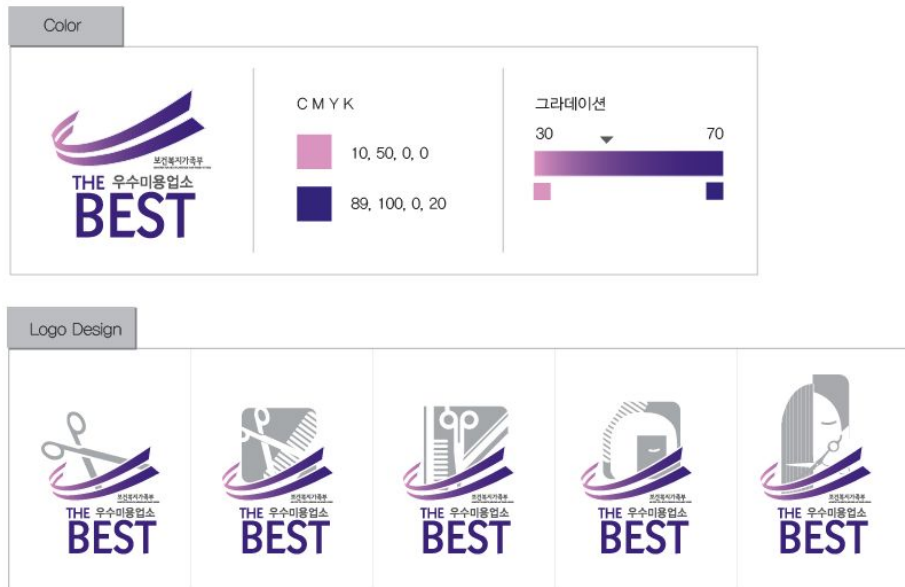 Color
C M Y K
10, 50, 0, 0
89, 100, 0, 20
그라데이션
30 70
보건복지가족부
THE 우수미용업소
BEST
Logo Design
보건복지가족부
THE 우수미용업소
BEST
보건복지가족부
THE 우수미용업소
BEST
보건복지가족부
THE 우수미용업소
BEST
보건복지가족부
THE 우수미용업소
BEST
보건복지가족부
THE 우수미용업소
BEST